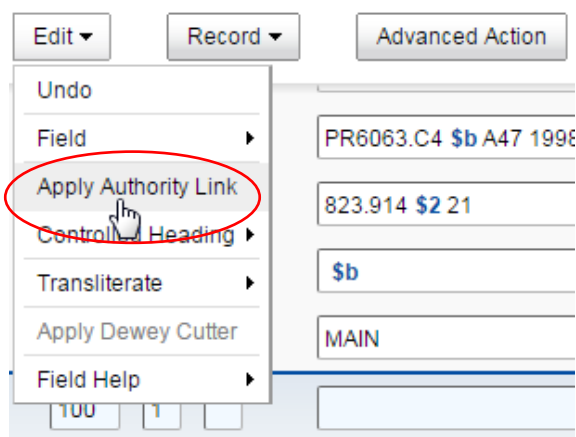 Edit Record Advanced Action
Undo
Field
PR6063.C4 $b A47 1998
Apply Authority Link
823.914 $2 21
Controlled Heading
$b
Transliterate
Apply Dewey Cutter
MAIN
Field Help
100 1